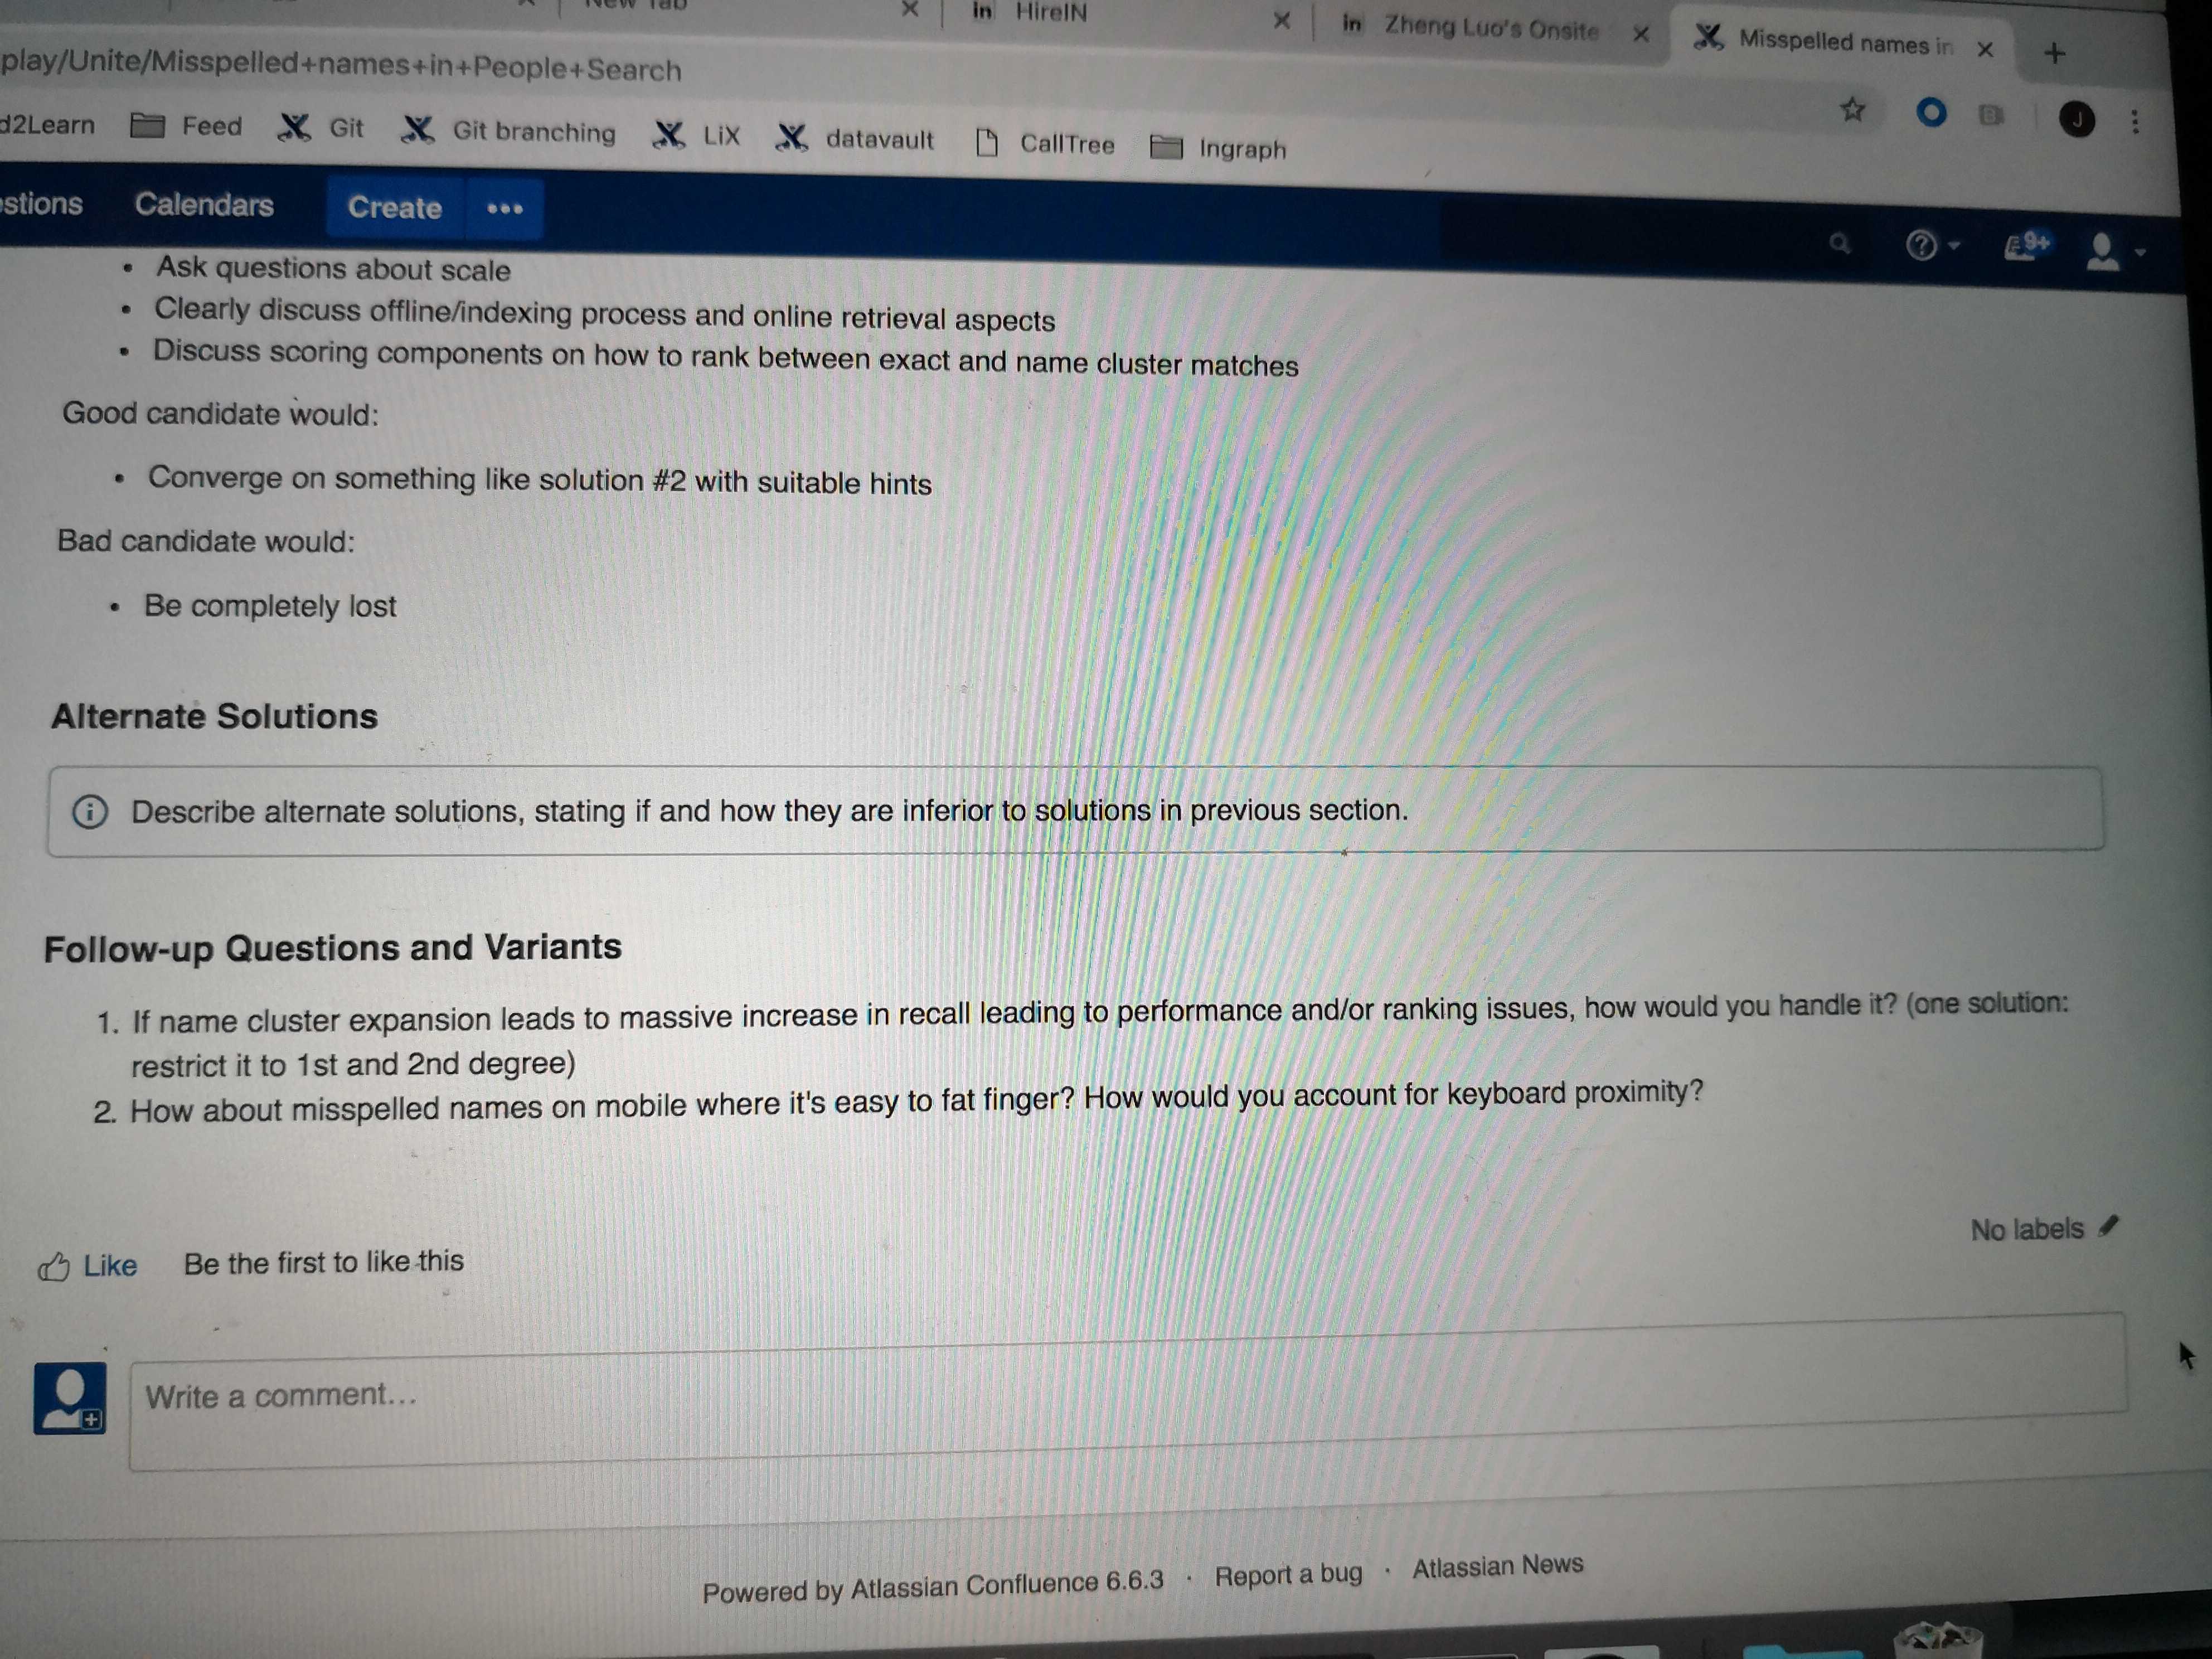 New Tab
in HireIN
in Zheng Luo's Onsite
Misspelled names in
play/Unite/Misspelled+names+in+People+Search
d2Learn Feed Git Git branching LiX datavault CallTree Ingraph J
stions Calendars Create ••• 9+
• Ask questions about scale
• Clearly discuss offline/indexing process and online retrieval aspects
• Discuss scoring components on how to rank between exact and name cluster matches
Good candidate would:
• Converge on something like solution #2 with suitable hints
Bad candidate would:
• Be completely lost
Alternate Solutions
Describe alternate solutions, stating if and how they are inferior to solutions in previous section.
Follow-up Questions and Variants
1. If name cluster expansion leads to massive increase in recall leading to performance and/or ranking issues, how would you handle it? (one solution:
restrict it to 1st and 2nd degree)
2. How about misspelled names on mobile where it's easy to fat finger? How would you account for keyboard proximity?
No labels
Like Be the first to like this
Write a comment...
Powered by Atlassian Confluence 6.6.3 · Report a bug · Atlassian News